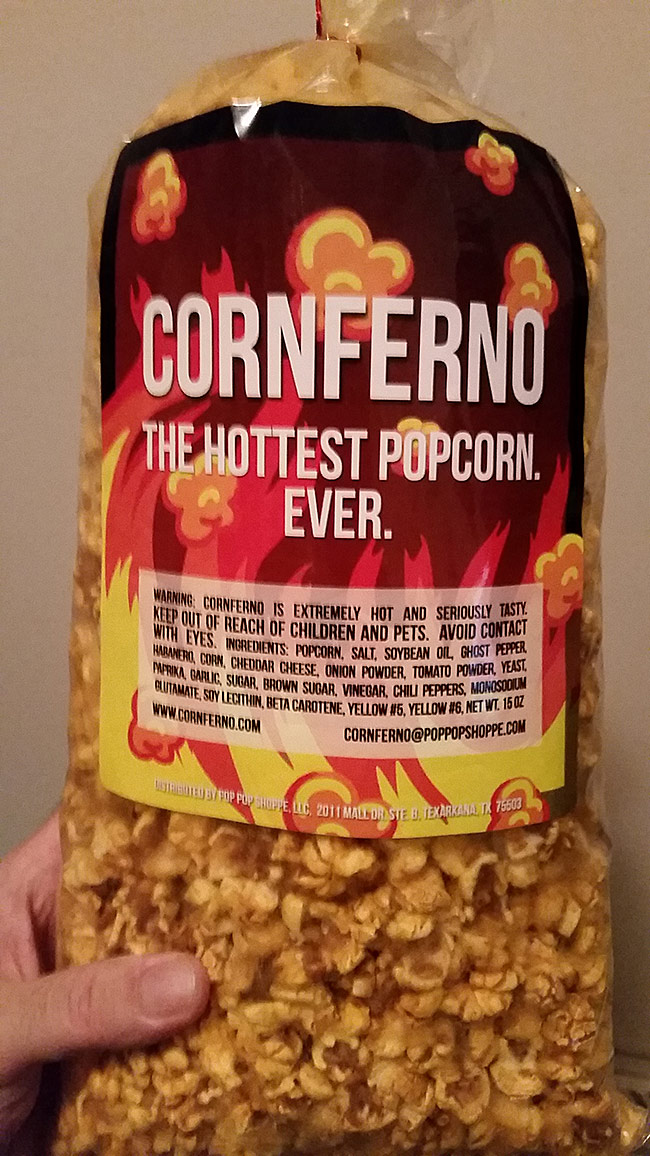 CORNFERNO
THE HOTTEST POPCORN.
EVER.
WARNING: CORNFERNO IS EXTREMELY HOT AND SERIOUSLY TASTY.
KEEP OUT OF REACH OF CHILDREN AND PETS. AVOID CONTACT
WITH EYES. INGREDIENTS: POPCORN, SALT, SOYBEAN OIL, GHOST PEPPER,
HABANERO, CORN, CHEDDAR CHEESE, ONION POWDER, TOMATO POWDER, YEAST,
PAPRIKA, GARLIC, SUGAR, BROWN SUGAR, VINEGAR, CHILI PEPPERS, MONOSODIUM
GLUTAMATE, SOY LECITHIN, BETA CAROTENE, YELLOW #5, YELLOW #6, NET WT. 16 OZ
WWW.CORNFERNO.COM
CORNFERNO@POPPOPSHOPPE.COM
DISTRIBUTED BY POP POP SHOPPE, LLC. 2011 MALL DR. STE B. TEXARKANA, TX 75503